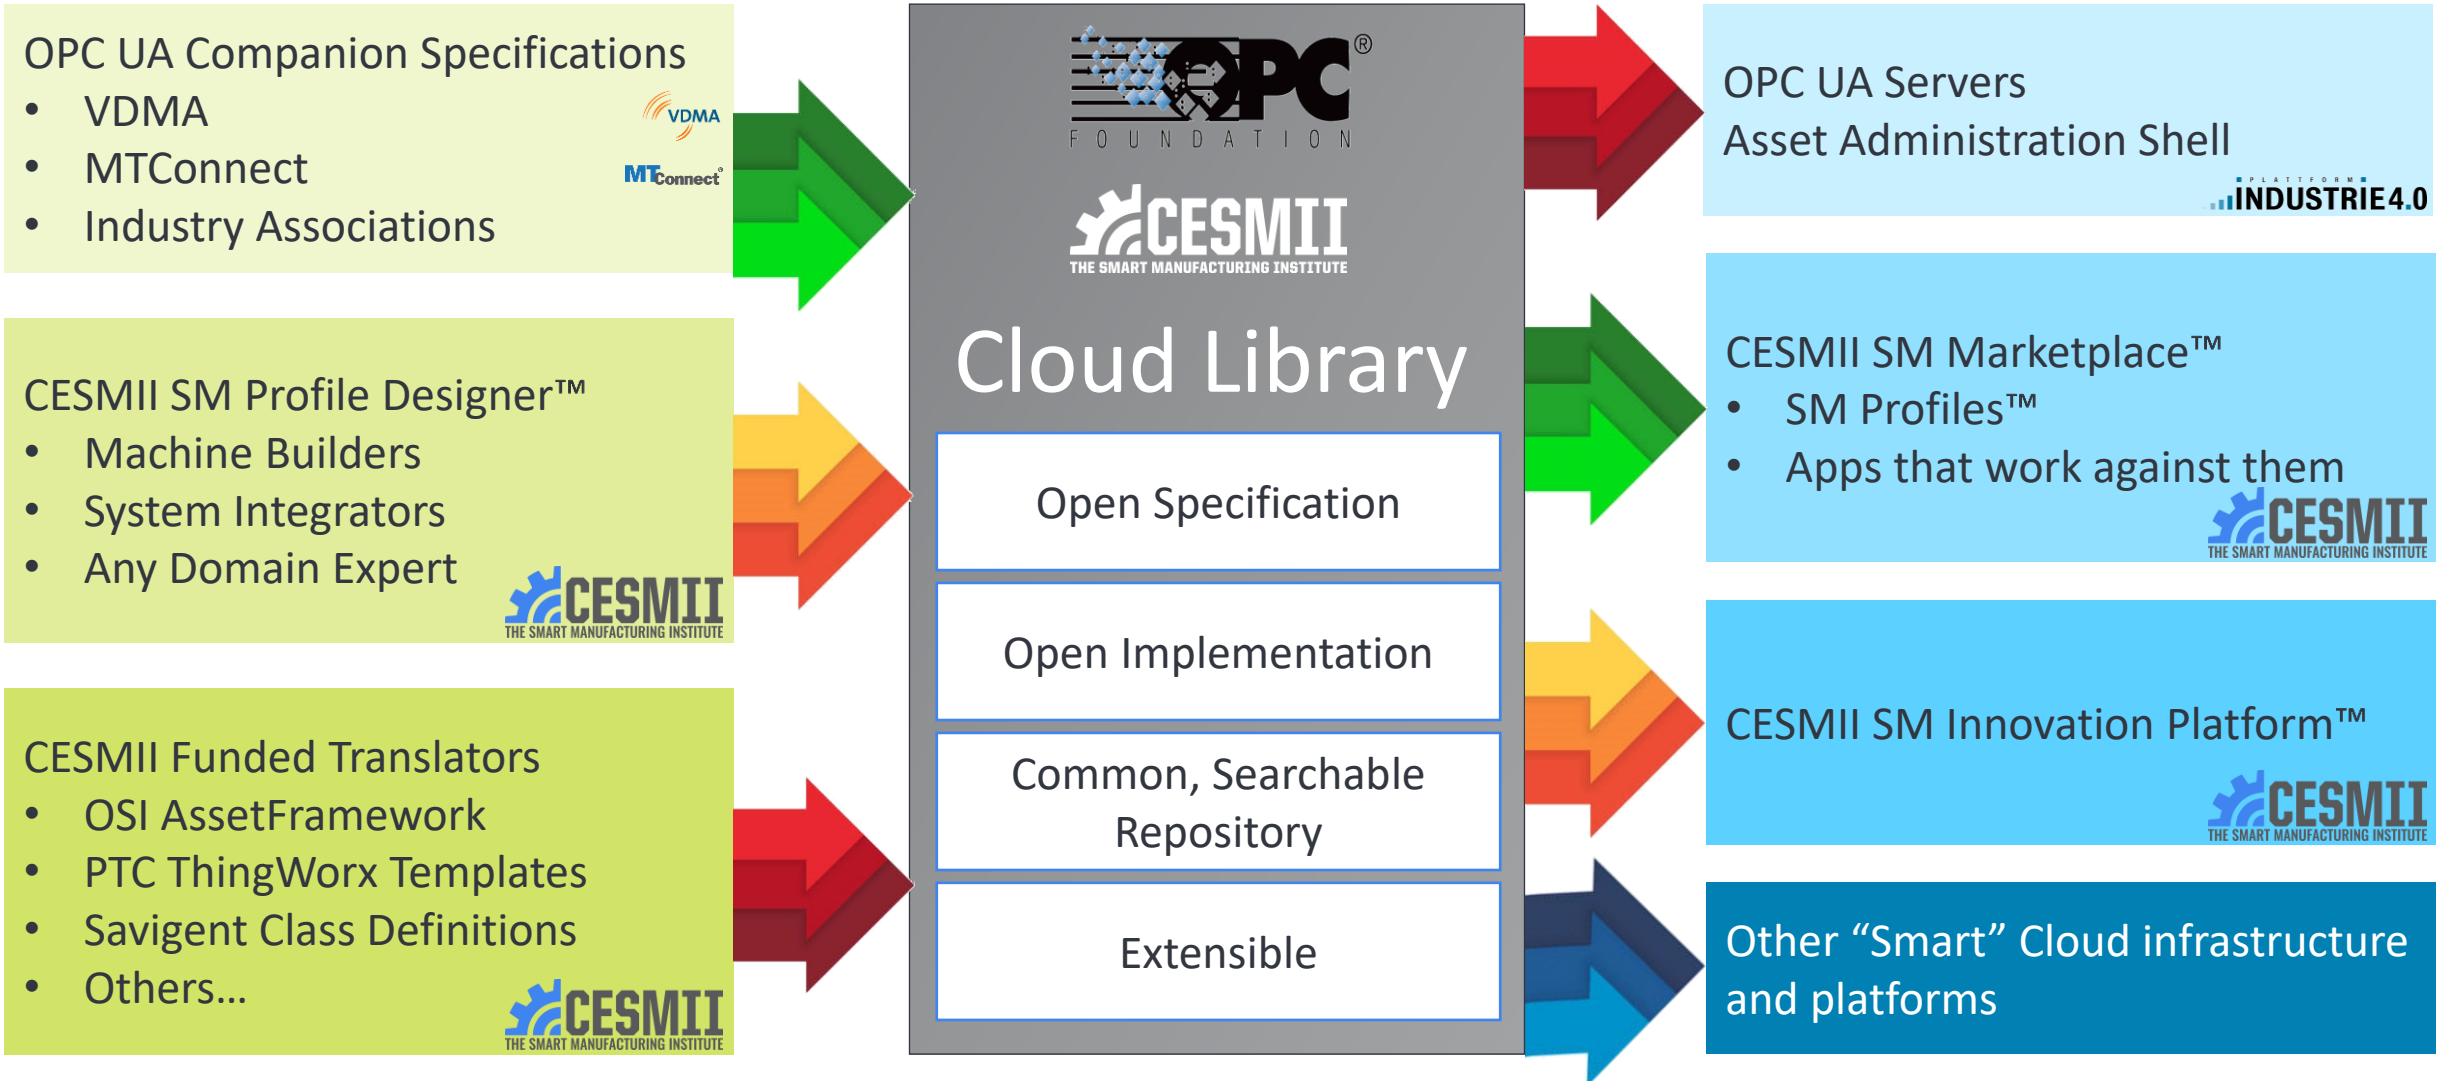 OPC UA Companion Specifications
• VDMA
• MTConnect
• Industry Associations
VDMA
MTConnect®
CESMII SM Profile Designer™
• Machine Builders
• System Integrators
• Any Domain Expert
CESMII
THE SMART MANUFACTURING INSTITUTE
CESMII Funded Translators
• OSI AssetFramework
• PTC ThingWorx Templates
• Savigent Class Definitions
• Others...
CESMII
THE SMART MANUFACTURING INSTITUTE
OPC®
FOUNDATION
CESMII
THE SMART MANUFACTURING INSTITUTE
Cloud Library
Open Specification
Open Implementation
Common, Searchable
Repository
Extensible
OPC UA Servers
Asset Administration Shell
PLATTFORM
INDUSTRIE4.0
CESMII SM Marketplace™
• SM Profiles™
• Apps that work against them
CESMII
THE SMART MANUFACTURING INSTITUTE
CESMII SM Innovation Platform™
CESMII
THE SMART MANUFACTURING INSTITUTE
Other “Smart” Cloud infrastructure
and platforms